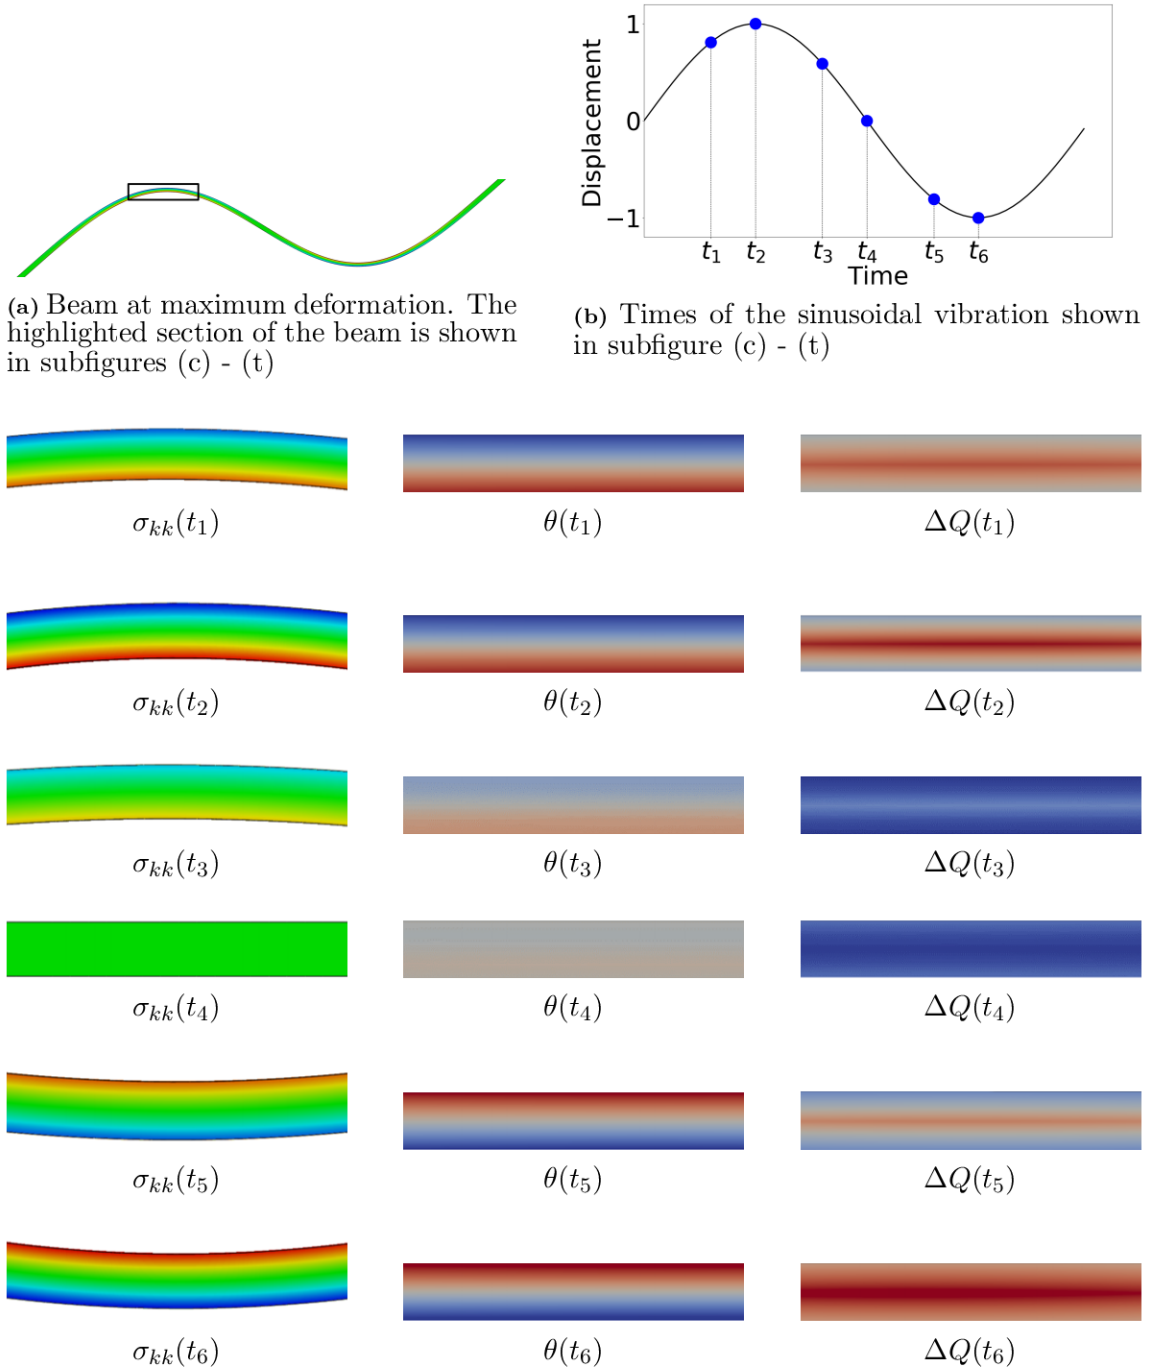 (a) Beam at maximum deformation. The
highlighted section of the beam is shown
in subfigures (c) - (t)
Displacement
1
0
−1
t₁ t₂ t₃ t₄ t₅ t₆
Time
(b) Times of the sinusoidal vibration shown
in subfigure (c) - (t)
σₖₖ(t₁) θ(t₁) ΔQ(t₁)
σₖₖ(t₂) θ(t₂) ΔQ(t₂)
σₖₖ(t₃) θ(t₃) ΔQ(t₃)
σₖₖ(t₄) θ(t₄) ΔQ(t₄)
σₖₖ(t₅) θ(t₅) ΔQ(t₅)
σₖₖ(t₆) θ(t₆) ΔQ(t₆)